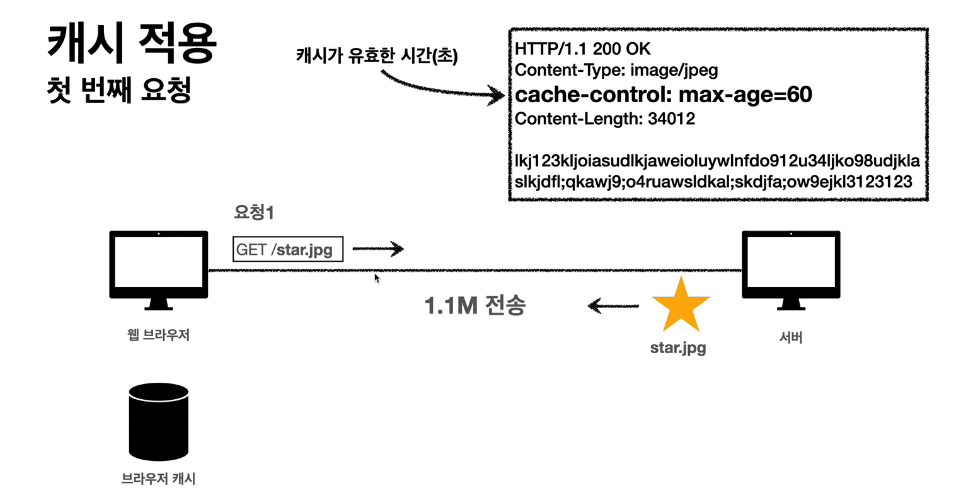 캐시 적용
첫 번째 요청
캐시가 유효한 시간(초)
HTTP/1.1 200 OK
Content-Type: image/jpeg
cache-control: max-age=60
Content-Length: 34012
lkj123kljoiasudlkjaweioluywlnfdo912u34ljko98udjkla
slkjdfl;qkawj9;o4ruawsldkal;skdjfa;ow9ejkl3123123
요청1
GET /star.jpg
1.1M 전송
star.jpg
웹 브라우저
서버
브라우저 캐시